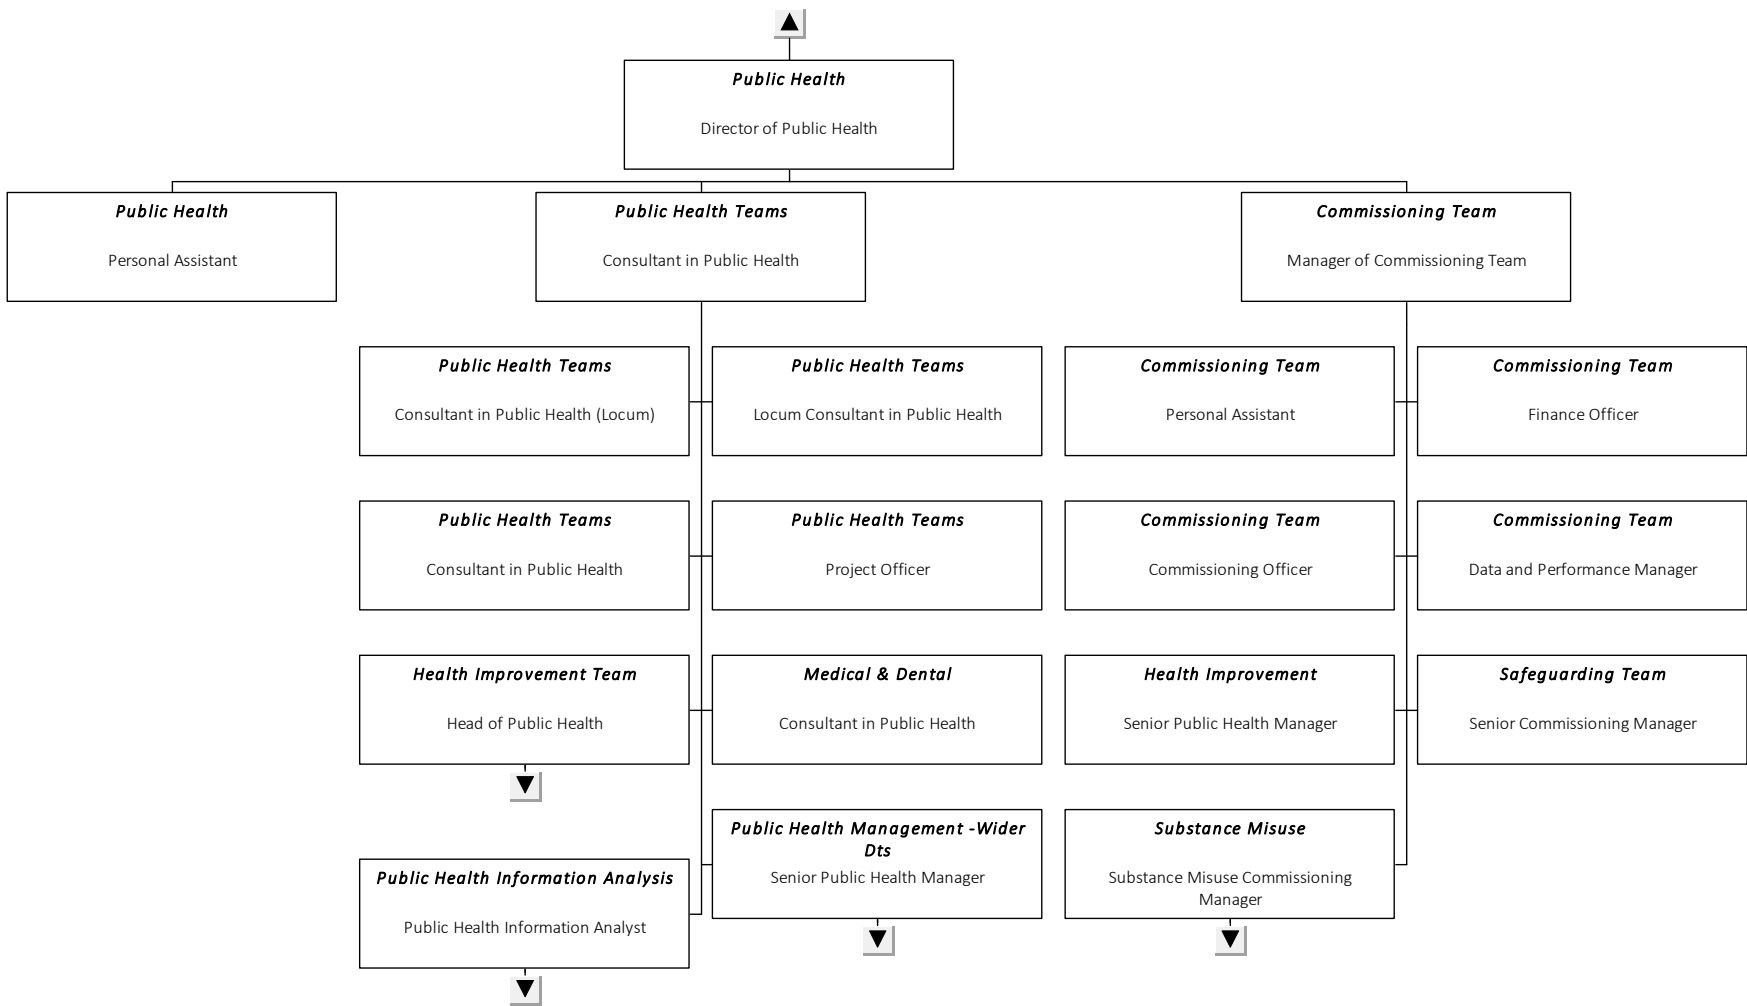 Public Health
Director of Public Health
Public Health
Personal Assistant
Public Health Teams
Consultant in Public Health
Commissioning Team
Manager of Commissioning Team
Public Health Teams
Consultant in Public Health (Locum)
Public Health Teams
Locum Consultant in Public Health
Commissioning Team
Personal Assistant
Commissioning Team
Finance Officer
Public Health Teams
Consultant in Public Health
Public Health Teams
Project Officer
Commissioning Team
Commissioning Officer
Commissioning Team
Data and Performance Manager
Health Improvement Team
Head of Public Health
Medical & Dental
Consultant in Public Health
Health Improvement
Senior Public Health Manager
Safeguarding Team
Senior Commissioning Manager
Public Health Information Analysis
Public Health Information Analyst
Public Health Management -Wider
Dts
Senior Public Health Manager
Substance Misuse
Substance Misuse Commissioning
Manager